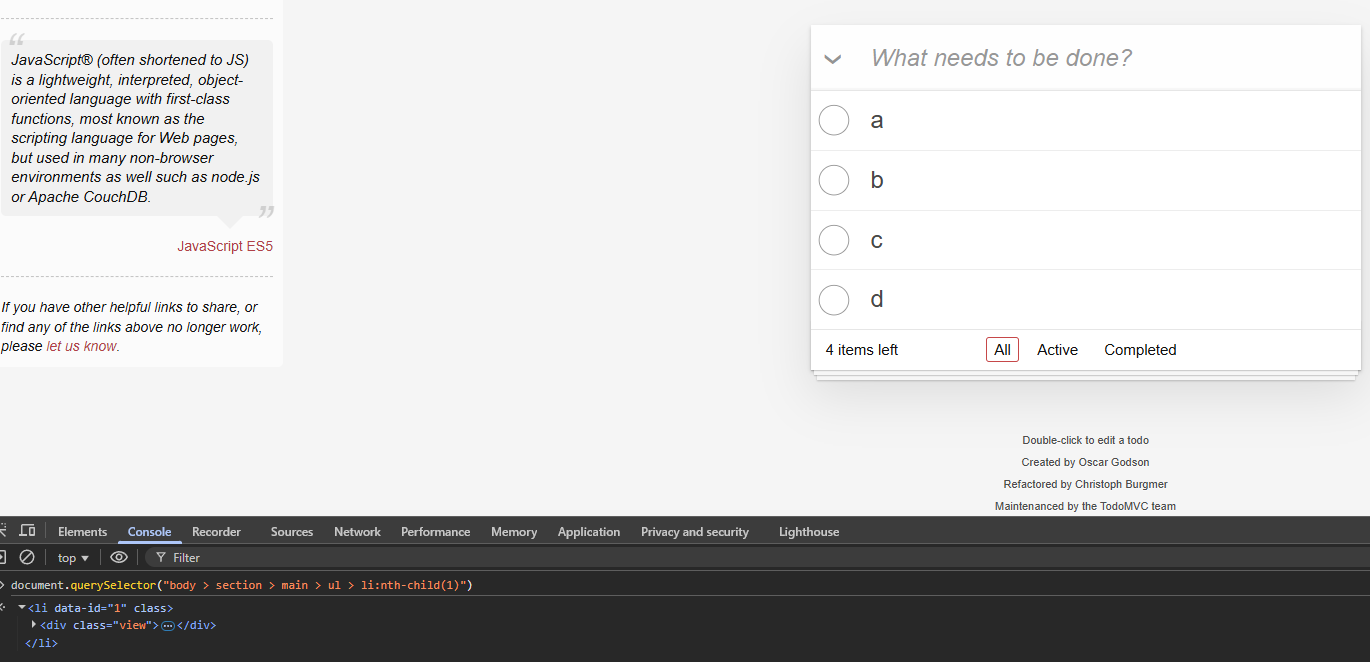 “
JavaScript® (often shortened to JS)
is a lightweight, interpreted, object-
oriented language with first-class
functions, most known as the
scripting language for Web pages,
but used in many non-browser
environments as well such as node.js
or Apache CouchDB.
”
JavaScript ES5
If you have other helpful links to share, or
find any of the links above no longer work,
please let us know.
What needs to be done?
a
b
c
d
4 items left All Active Completed
Double-click to edit a todo
Created by Oscar Godson
Refactored by Christoph Burgmer
Maintenanced by the TodoMVC team
Elements Console Recorder Sources Network Performance Memory Application Privacy and security Lighthouse
top Filter
document.querySelector("body > section > main > ul > li:nth-child(1)")
<li data-id="1" class>
<div class="view">…</div>
</li>